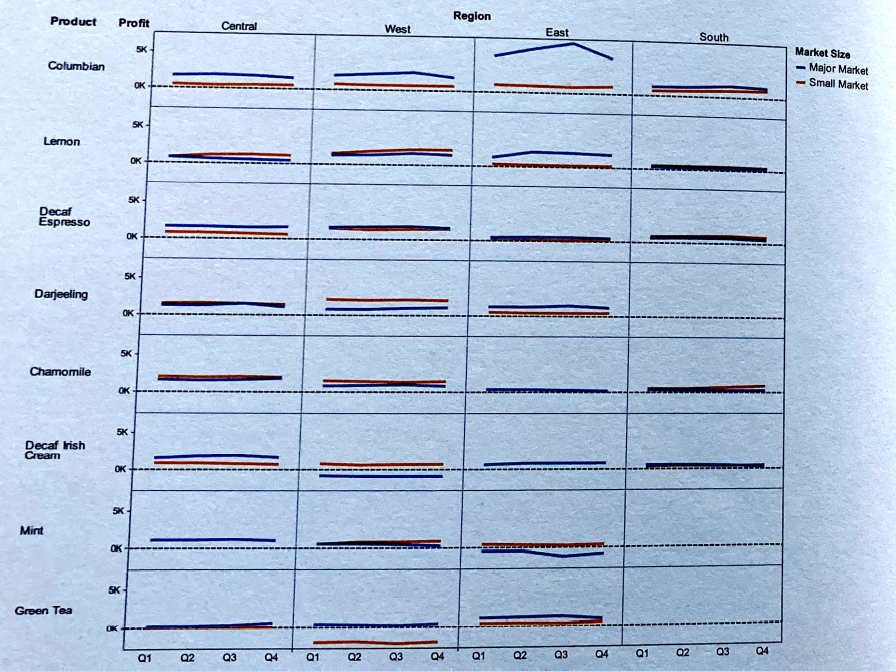 Region
Product Profit Central West East South
Market Size
Major Market
Small Market
Columbian
5K
0K
Lemon
5K
0K
Decaf
Espresso
5K
0K
Darjeeling
5K
0K
Chamomile
5K
0K
Decaf Irish
Cream
5K
0K
Mint
5K
0K
Green Tea
5K
0K
Q1 Q2 Q3 Q4 Q1 Q2 Q3 Q4 Q1 Q2 Q3 Q4 Q1 Q2 Q3 Q4